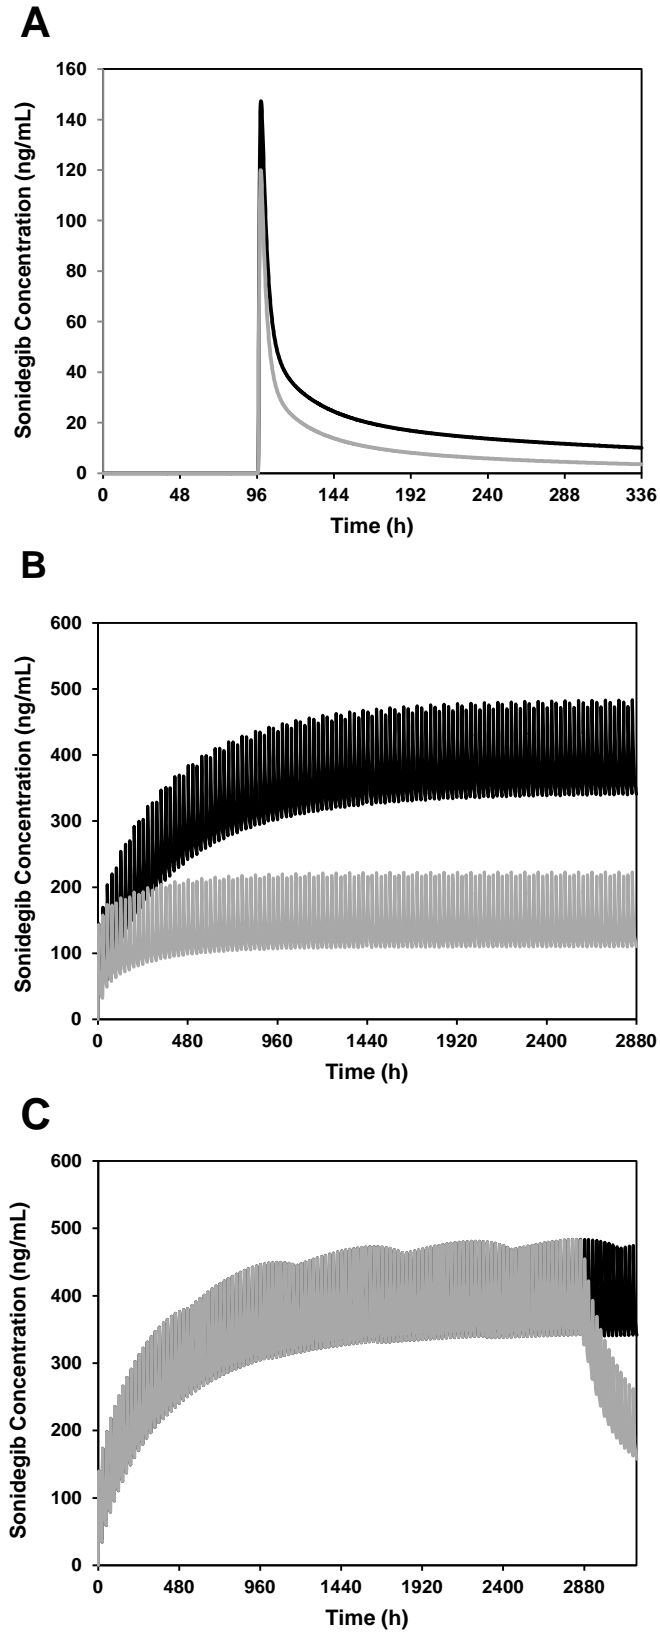 A
160
140
120
100
80
60
40
20
0
Sonidegib Concentration (ng/mL)
0 48 96 144 192 240 288 336
Time (h)
B
600
500
400
300
200
100
0
Sonidegib Concentration (ng/mL)
0 480 960 1440 1920 2400 2880
Time (h)
C
600
500
400
300
200
100
0
Sonidegib Concentration (ng/mL)
0 480 960 1440 1920 2400 2880
Time (h)